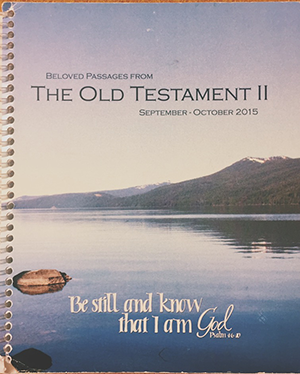 BELOVED PASSAGES FROM
THE OLD TESTAMENT II
SEPTEMBER - OCTOBER 2015
Be still and know
that I am God
Psalm 46:10